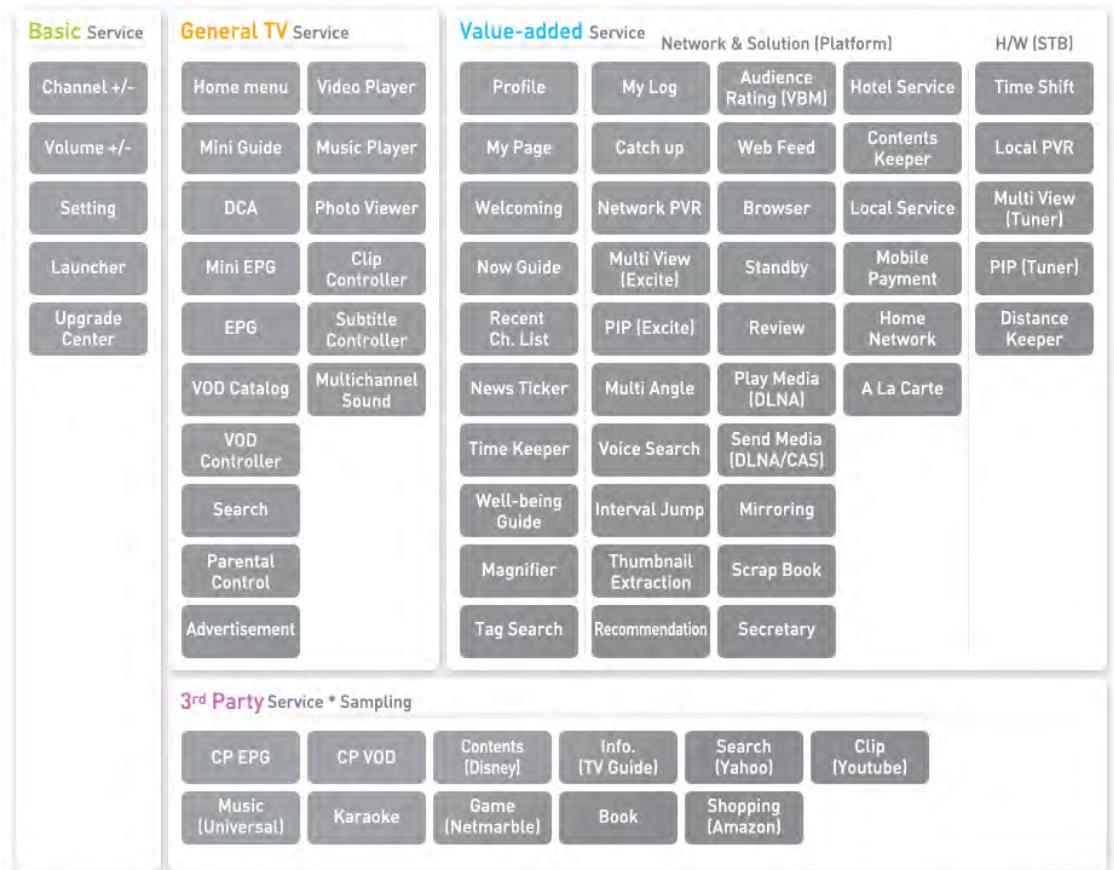 Basic Service
Channel +/-
Volume +/-
Setting
Launcher
Upgrade
Center
General TV Service
Home menu
Video Player
Mini Guide
Music Player
DCA
Photo Viewer
Mini EPG
Clip
Controller
EPG
Subtitle
Controller
VOD Catalog
Multichannel
Sound
VOD
Controller
Search
Parental
Control
Advertisement
Value-added Service
Network & Solution (Platform)
H/W (STB)
Profile
My Log
Audience
Rating (VBM)
Hotel Service
Time Shift
My Page
Catch up
Web Feed
Contents
Keeper
Local PVR
Welcoming
Network PVR
Browser
Local Service
Multi View
(Tuner)
Now Guide
Multi View
(Excite)
Standby
Mobile
Payment
PIP (Tuner)
Recent
Ch. List
PIP (Excite)
Review
Home
Network
Distance
Keeper
News Ticker
Multi Angle
Play Media
(DLNA)
A La Carte
Time Keeper
Voice Search
Send Media
(DLNA/CAS)
Well-being
Guide
Interval Jump
Mirroring
Magnifier
Thumbnail
Extraction
Scrap Book
Tag Search
Recommendation
Secretary
3rd Party Service * Sampling
CP EPG
CP VOD
Contents
(Disney)
Info.
(TV Guide)
Search
(Yahoo)
Clip
(Youtube)
Music
(Universal)
Karaoke
Game
(Netmarble)
Book
Shopping
(Amazon)